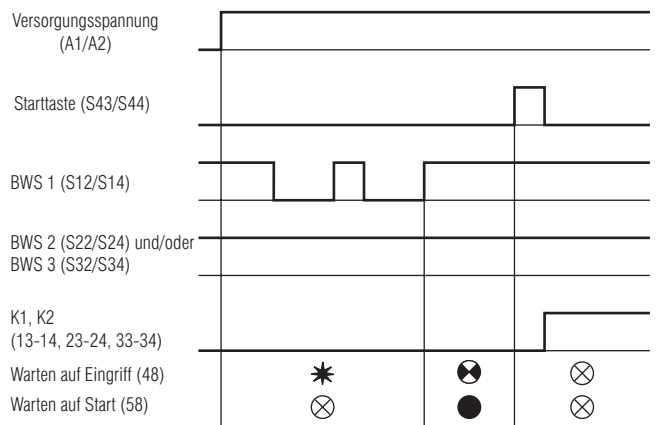 Versorgungsspannung
(A1/A2)
Starttaste (S43/S44)
BWS 1 (S12/S14)
BWS 2 (S22/S24) und/oder
BWS 3 (S32/S34)
K1, K2
(13-14, 23-24, 33-34)
Warten auf Eingriff (48)
Warten auf Start (58)